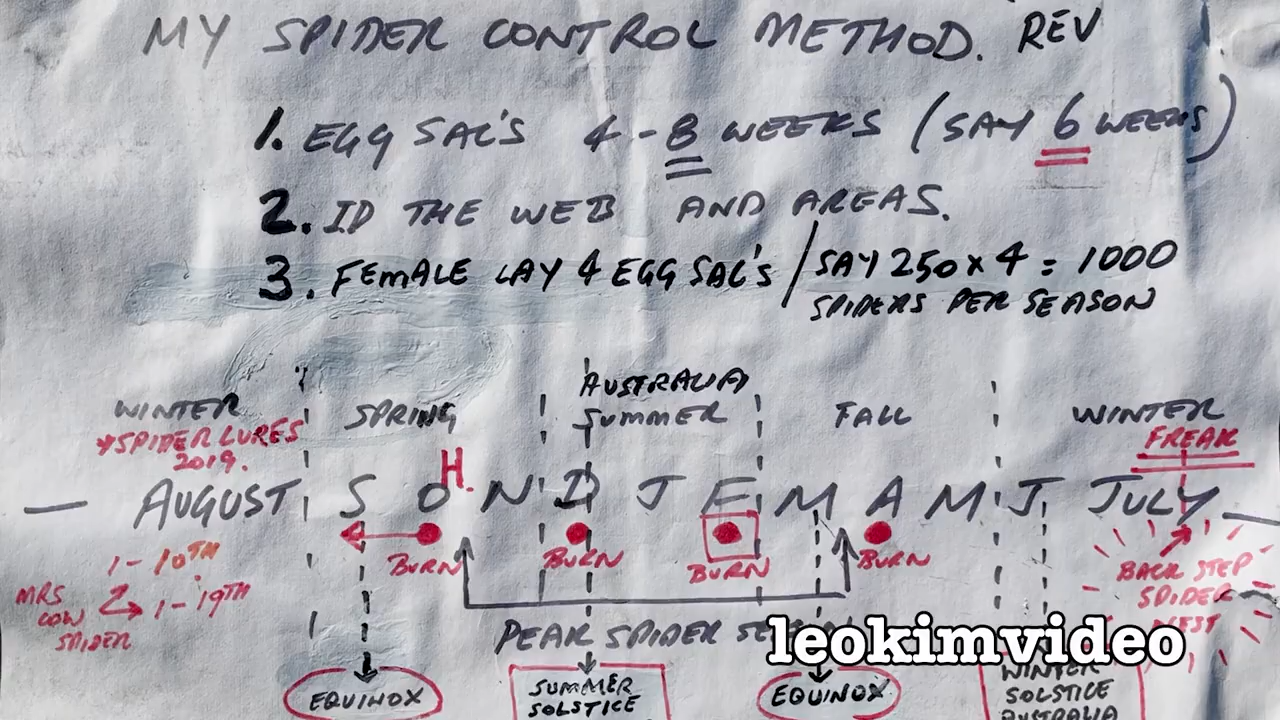 MY SPIDER CONTROL METHOD. REV
1. EGG SAC'S 4-8 WEEKS (SAY 6 WEEKS)
2. ID THE WEB AND AREAS.
3. FEMALE LAY 4 EGG SAC'S / SAY 250 x 4 = 1000
SPIDERS PER SEASON
WINTER SPRING AUSTRALIA SUMMER FALL WINTER
*SPIDER LURES 2019.
FREAK
H.
— AUGUST S O N D J F M A M J JULY —
BURN BURN BURN BURN
1-10TH
MRS COW SPIDER
1-19TH
BACK STEP
SPIDER
NEST
PEAK SPIDER
leokimvideo
EQUINOX
SUMMER
SOLSTICE
EQUINOX
WINTER
SOLSTICE
AUSTRALIA